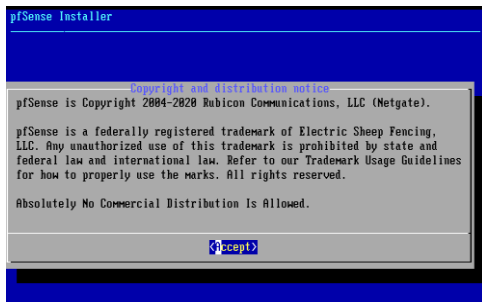 pfSense Installer
Copyright and distribution notice
pfSense is Copyright 2004-2020 Rubicon Communications, LLC (Netgate).
pfSense is a federally registered trademark of Electric Sheep Fencing,
LLC. Any unauthorized use of this trademark is prohibited by state and
federal law and international law. Refer to our Trademark Usage Guidelines
for how to properly use the marks. All rights reserved.
Absolutely No Commercial Distribution Is Allowed.
<Accept>